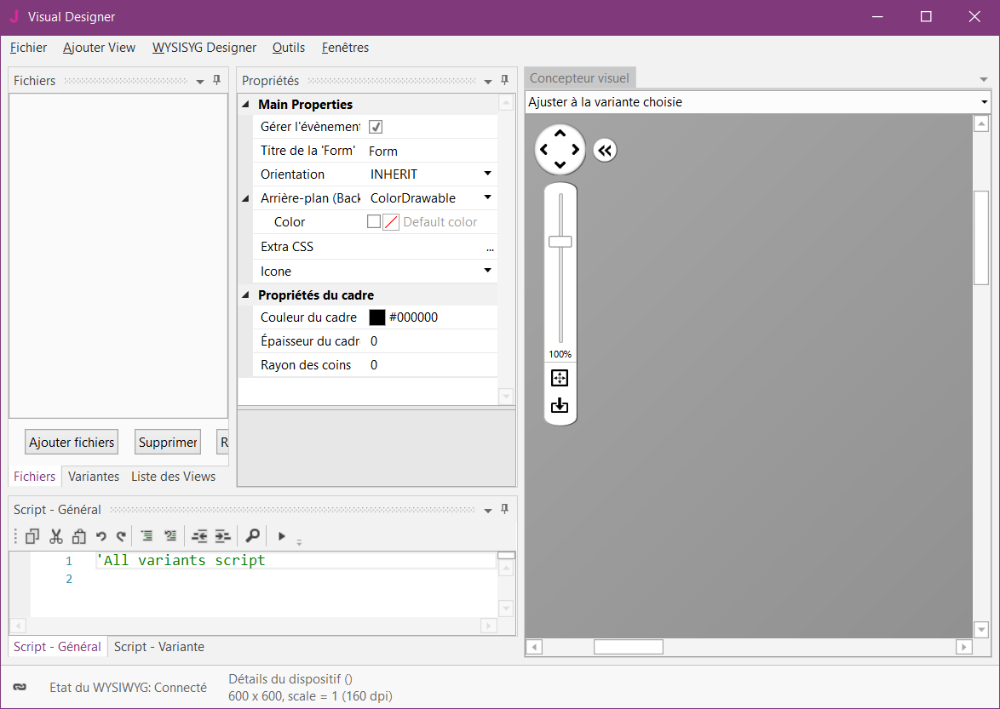 Visual Designer
Fichier Ajouter View WYSISYG Designer Outils Fenêtres
Fichiers
Ajouter fichiers Supprimer R
Fichiers Variantes Liste des Views
Propriétés
Main Properties
Gérer l'évènement
Titre de la 'Form' Form
Orientation INHERIT
Arrière-plan (Back ColorDrawable
Color Default color
Extra CSS ...
Icone
Propriétés du cadre
Couleur du cadre #000000
Épaisseur du cadr 0
Rayon des coins 0
Concepteur visuel
Ajuster à la variante choisie
100%
Script - Général
1 'All variants script
2
Script - Général Script - Variante
Etat du WYSIWYG: Connecté
Détails du dispositif ()
600 x 600, scale = 1 (160 dpi)